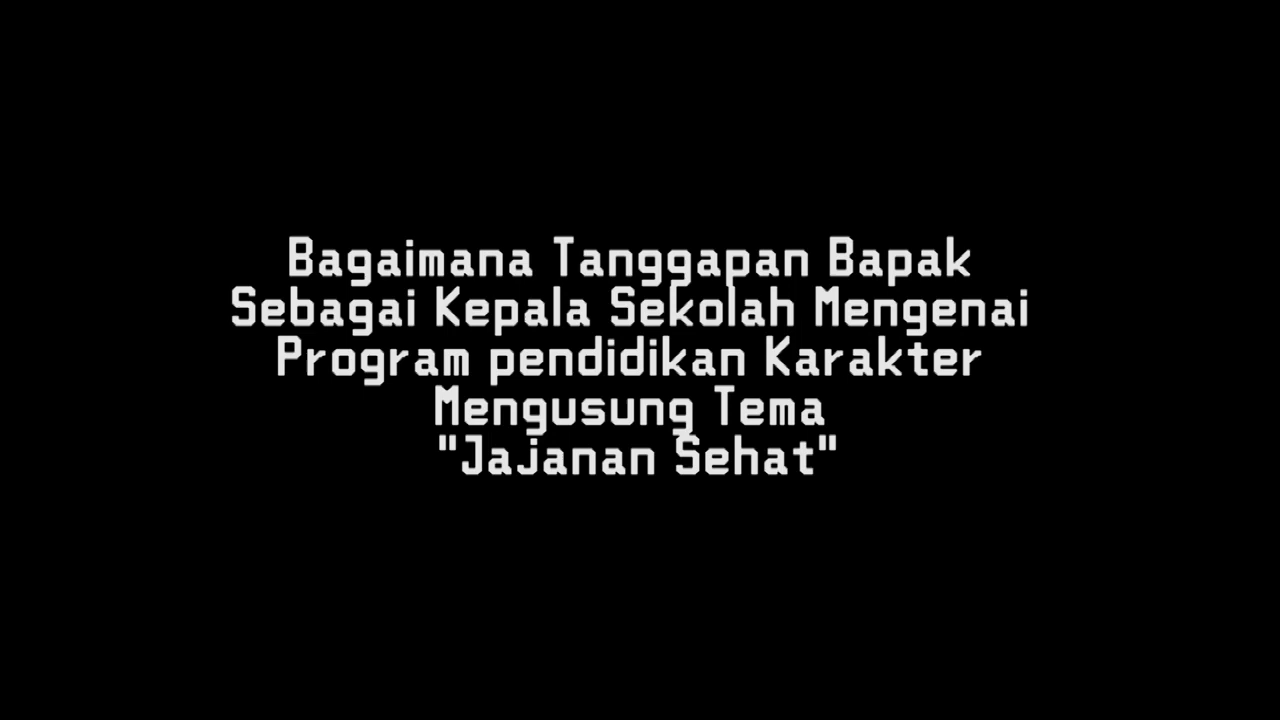 Bagaimana Tanggapan Bapak
Sebagai Kepala Sekolah Mengenai
Program pendidikan Karakter
Mengusung Tema
"Jajanan Sehat"